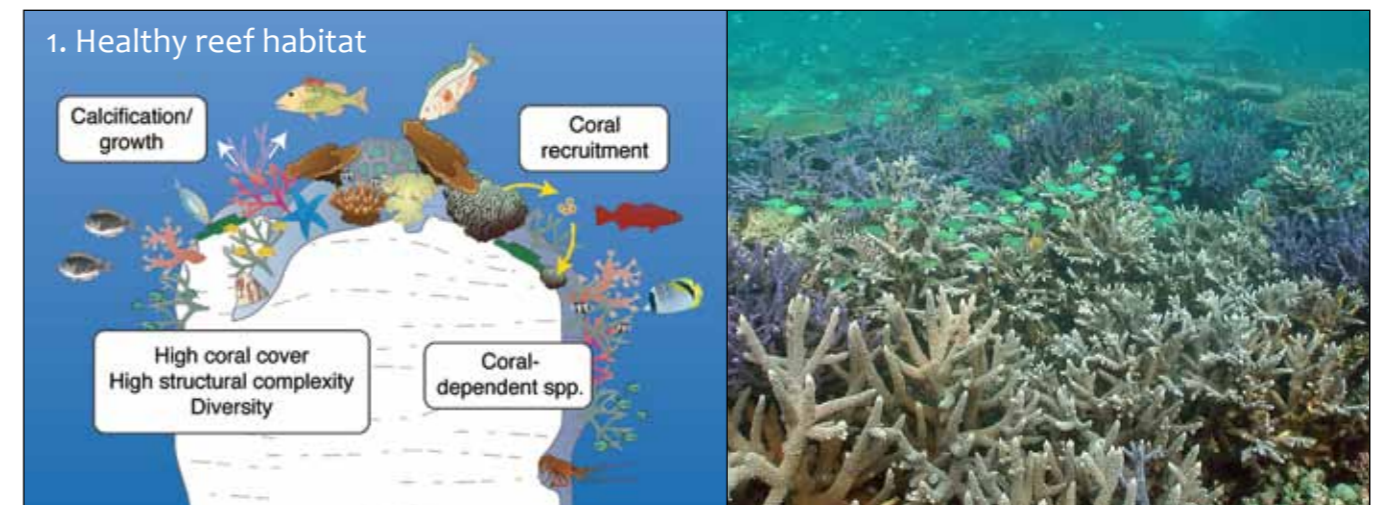 1. Healthy reef habitat
Calcification/
growth
Coral
recruitment
High coral cover
High structural complexity
Diversity
Coral-
dependent spp.